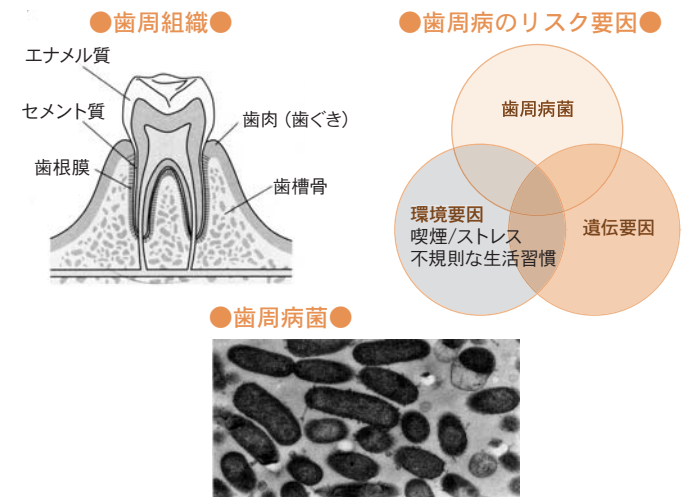 ●歯周組織●
エナメル質
セメント質
歯根膜
歯肉（歯ぐき）
歯槽骨
●歯周病のリスク要因●
歯周病菌
環境要因
喫煙/ストレス
不規則な生活習慣
遺伝要因
●歯周病菌●